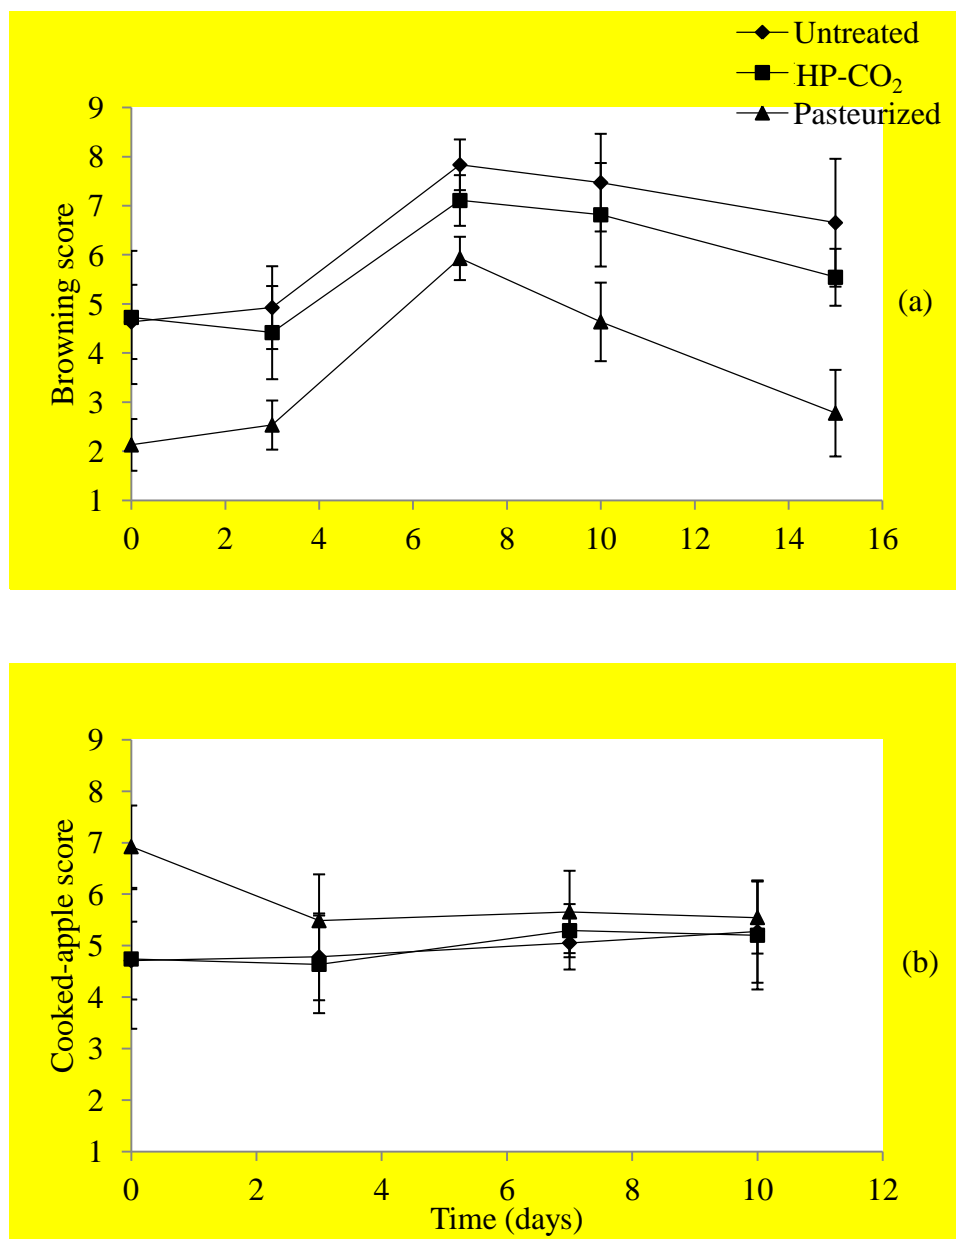 Untreated
HP-CO₂
Pasteurized
9
8
7
6
5
4
3
2
1
Browning score
(a)
0 2 4 6 8 10 12 14 16
9
8
7
6
5
4
3
2
1
Cooked-apple score
(b)
0 2 4 6 8 10 12
Time (days)